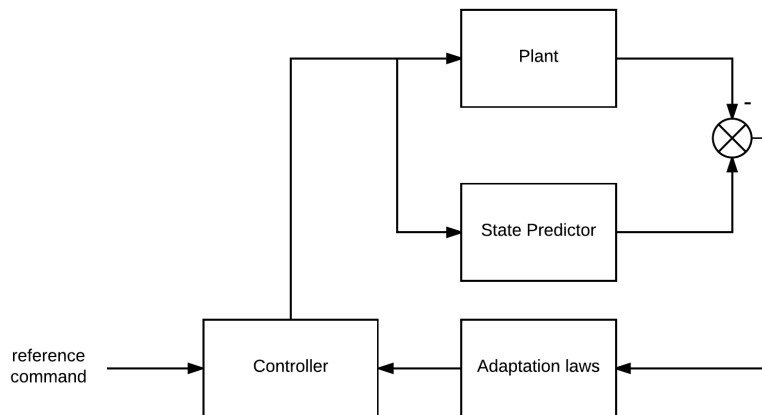 Plant
-
State Predictor
reference
command
Controller
Adaptation laws